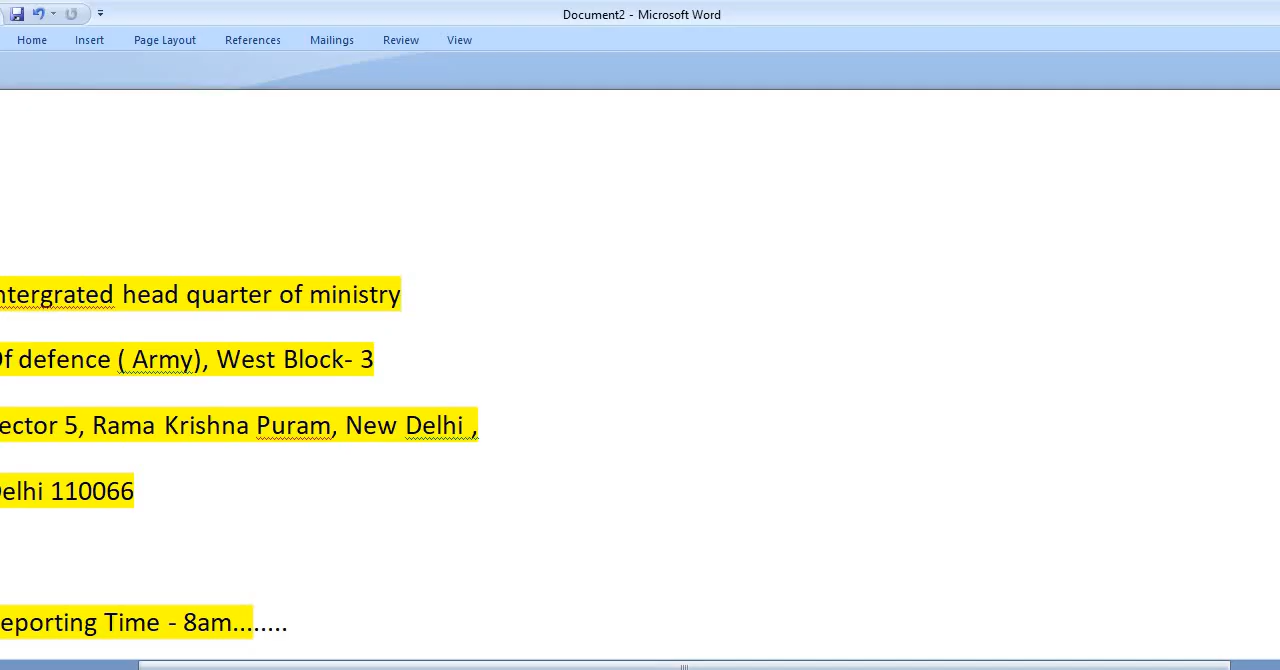 Document2 - Microsoft Word
Home Insert Page Layout References Mailings Review View
ntergrated head quarter of ministry
Of defence ( Army), West Block- 3
ector 5, Rama Krishna Puram, New Delhi ,
Delhi 110066
eporting Time - 8am........